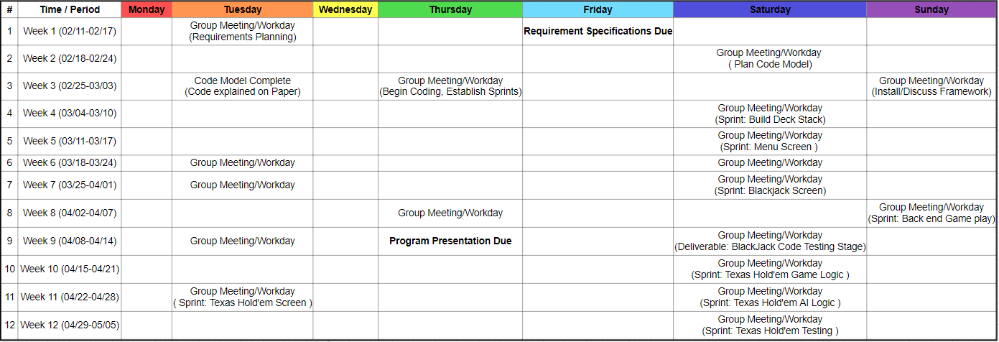 # Time / Period Monday Tuesday Wednesday Thursday Friday Saturday Sunday
1 Week 1 (02/11-02/17) Group Meeting/Workday Requirement Specifications Due
(Requirements Planning)
2 Week 2 (02/18-02/24) Group Meeting/Workday
( Plan Code Model)
3 Week 3 (02/25-03/03) Code Model Complete Group Meeting/Workday Group Meeting/Workday
(Code explained on Paper) (Begin Coding, Establish Sprints) (Install/Discuss Framework)
4 Week 4 (03/04-03/10) Group Meeting/Workday
(Sprint: Build Deck Stack)
5 Week 5 (03/11-03/17) Group Meeting/Workday
(Sprint: Menu Screen )
6 Week 6 (03/18-03/24) Group Meeting/Workday Group Meeting/Workday
7 Week 7 (03/25-04/01) Group Meeting/Workday Group Meeting/Workday
(Sprint: Blackjack Screen)
8 Week 8 (04/02-04/07) Group Meeting/Workday Group Meeting/Workday
(Sprint: Back end Game play)
9 Week 9 (04/08-04/14) Group Meeting/Workday Program Presentation Due Group Meeting/Workday
(Deliverable: BlackJack Code Testing Stage)
10 Week 10 (04/15-04/21) Group Meeting/Workday
(Sprint: Texas Hold'em Game Logic )
11 Week 11 (04/22-04/28) Group Meeting/Workday Group Meeting/Workday
( Sprint: Texas Hold'em Screen ) (Sprint: Texas Hold'em AI Logic )
12 Week 12 (04/29-05/05) Group Meeting/Workday
(Sprint: Texas Hold'em Testing )